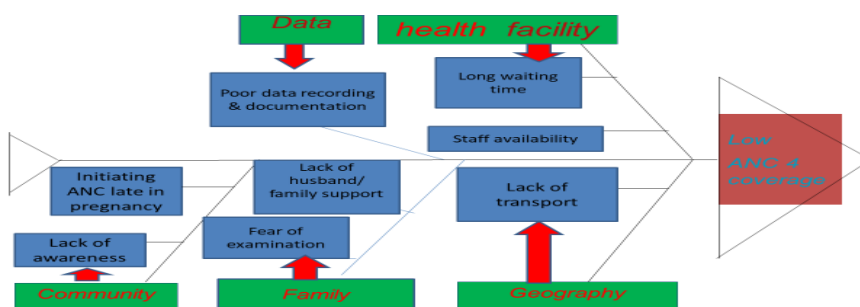 Data
health facility
Poor data recording
& documentation
Long waiting
time
Staff availability
Low
ANC 4
coverage
Initiating
ANC late in
pregnancy
Lack of
husband/
family support
Lack of
transport
Lack of
awareness
Fear of
examination
Community
Family
Geography